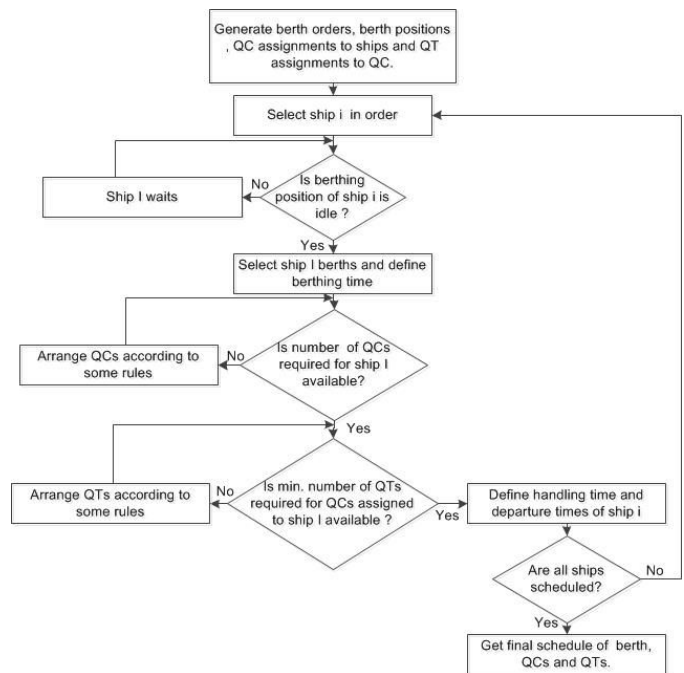 Generate berth orders, berth positions
, QC assignments to ships and QT
assignments to QC.
Select ship i  in order
Is berthing
position of ship i is
idle ?
No
Ship I waits
Yes
Select ship I berths and define
berthing time
Is number  of QCs
required for ship I
available?
No
Arrange QCs according to
some rules
Yes
Is min. number of QTs
required for QCs assigned
to ship I available ?
No
Arrange QTs according to
some rules
Yes
Define handling time and
departure times of ship i
Are all ships
scheduled?
No
Yes
Get final schedule of  berth,
QCs and QTs.